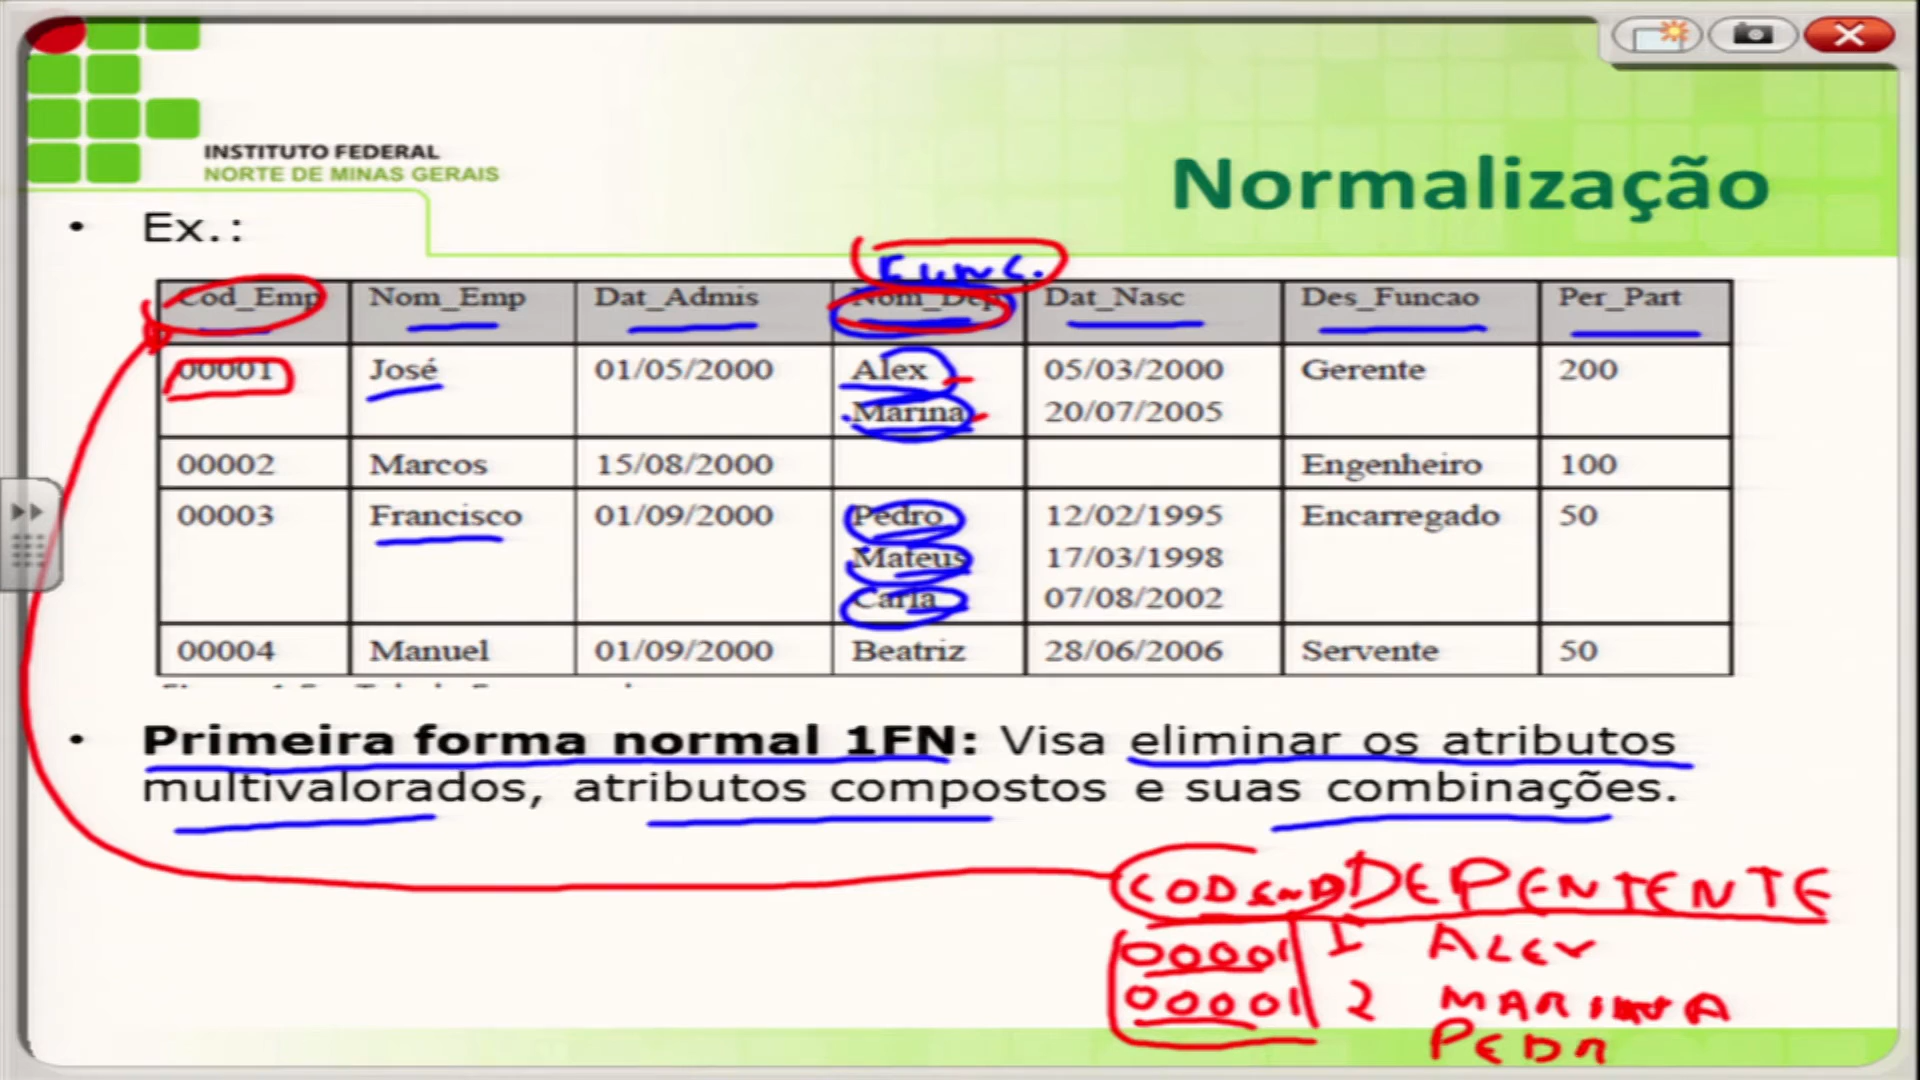 INSTITUTO FEDERAL
NORTE DE MINAS GERAIS
Normalização
• Ex.:
Func.
Cod_Emp Nom_Emp Dat_Admis Nom_Dep Dat_Nasc Des_Funcao Per_Part
00001 José 01/05/2000 Alex 05/03/2000 Gerente 200
Marina 20/07/2005
00002 Marcos 15/08/2000 Engenheiro 100
00003 Francisco 01/09/2000 Pedro 12/02/1995 Encarregado 50
Mateus 17/03/1998
Carla 07/08/2002
00004 Manuel 01/09/2000 Beatriz 28/06/2006 Servente 50
• Primeira forma normal 1FN: Visa eliminar os atributos
multivalorados, atributos compostos e suas combinações.
COD EMP DEPENTENTE
00001 1 ALEX
00001 2 MARINA
PEDR